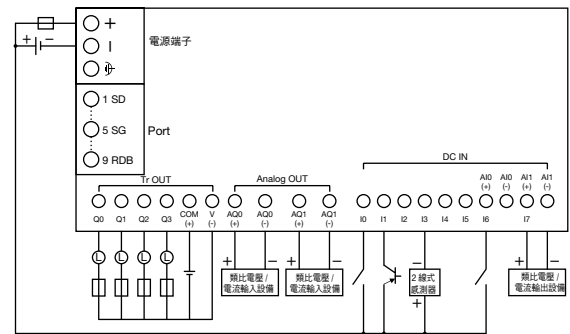 +
+ −
−
電源端子
1 SD
5 SG
Port
9 RDB
Tr OUT
Analog OUT
DC IN
AI0 AI0 AI1 AI1
(+) (-) (+) (-)
Q0 Q1 Q2 Q3 COM V AQ0 AQ0 AQ1 AQ1 I0 I1 I2 I3 I4 I5 I6 I7
(+) (-) (+) (-) (+) (-)
L L L L
+ − + − − + −
類比電壓 /
電流輸入設備
類比電壓 /
電流輸入設備
2 線式
感測器
類比電壓 /
電流輸出設備
+